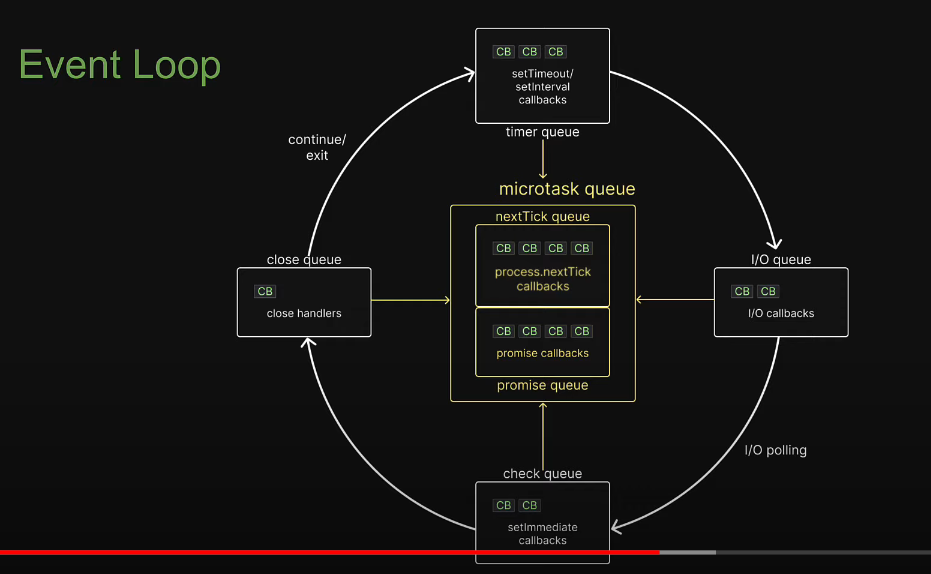 Event Loop
CB CB CB
setTimeout/
setInterval
callbacks
timer queue
continue/
exit
microtask queue
nextTick queue
CB CB CB CB
process.nextTick
callbacks
CB CB CB CB
promise callbacks
promise queue
close queue
CB
close handlers
I/O queue
CB CB
I/O callbacks
I/O polling
check queue
CB CB
setImmediate
callbacks